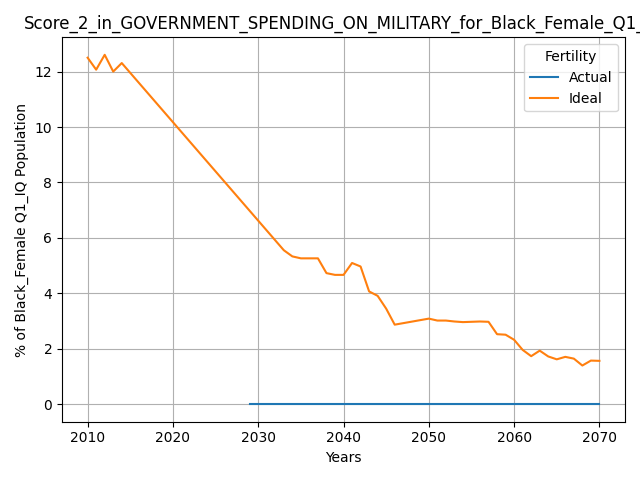 Score_2_in_GOVERNMENT_SPENDING_ON_MILITARY_for_Black_Female_Q1_
Fertility
Actual
Ideal
12
10
8
6
4
2
0
% of Black_Female Q1_IQ Population
2010 2020 2030 2040 2050 2060 2070
Years